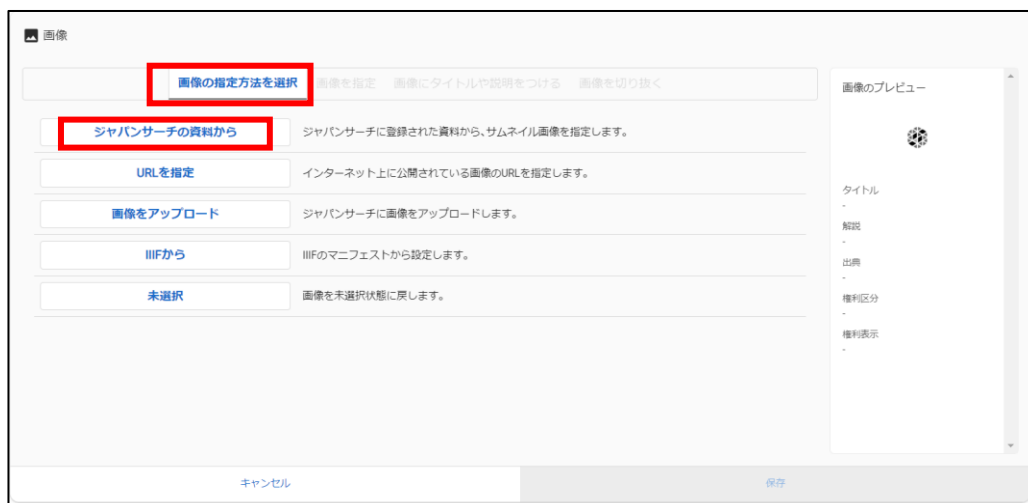 画像
画像の指定方法を選択 画像を指定 画像にタイトルや説明をつける 画像を切り抜く
ジャパンサーチの資料から ジャパンサーチに登録された資料から、サムネイル画像を指定します。
URLを指定 インターネット上に公開されている画像のURLを指定します。
画像をアップロード ジャパンサーチに画像をアップロードします。
IIIFから IIIFのマニフェストから設定します。
未選択 画像を未選択状態に戻します。
画像のプレビュー
タイトル
-
解説
-
出典
-
権利区分
-
権利表示
-
キャンセル 保存